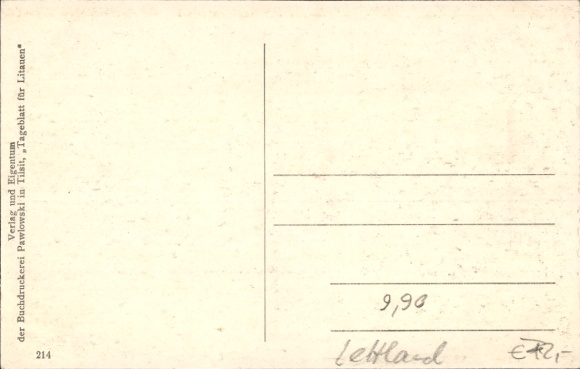 Verlag und Eigentum
der Buchdruckerei Pawlowski in Tilsit, „Tageblatt für Litauen“
214
9,90
Lettland